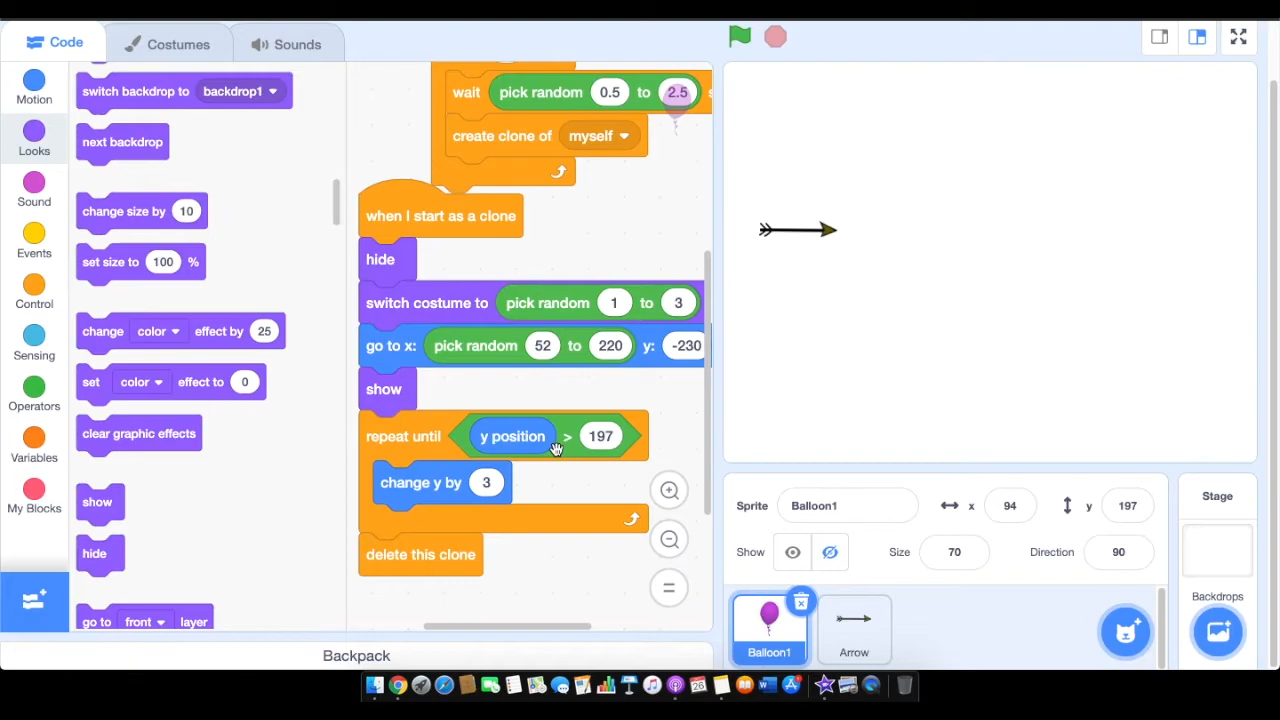 Code
Costumes
Sounds
Motion
Looks
Sound
Events
Control
Sensing
Operators
Variables
My Blocks
switch backdrop to backdrop1
next backdrop
change size by 10
set size to 100 %
change color effect by 25
set color effect to 0
clear graphic effects
show
hide
go to front layer
wait pick random 0.5 to 2.5 s
create clone of myself
when I start as a clone
hide
switch costume to pick random 1 to 3
go to x: pick random 52 to 220 y: -230
show
repeat until y position > 197
change y by 3
delete this clone
Backpack
Sprite Balloon1 x 94 y 197
Show Size 70 Direction 90
Balloon1
Arrow
Stage
Backdrops
26